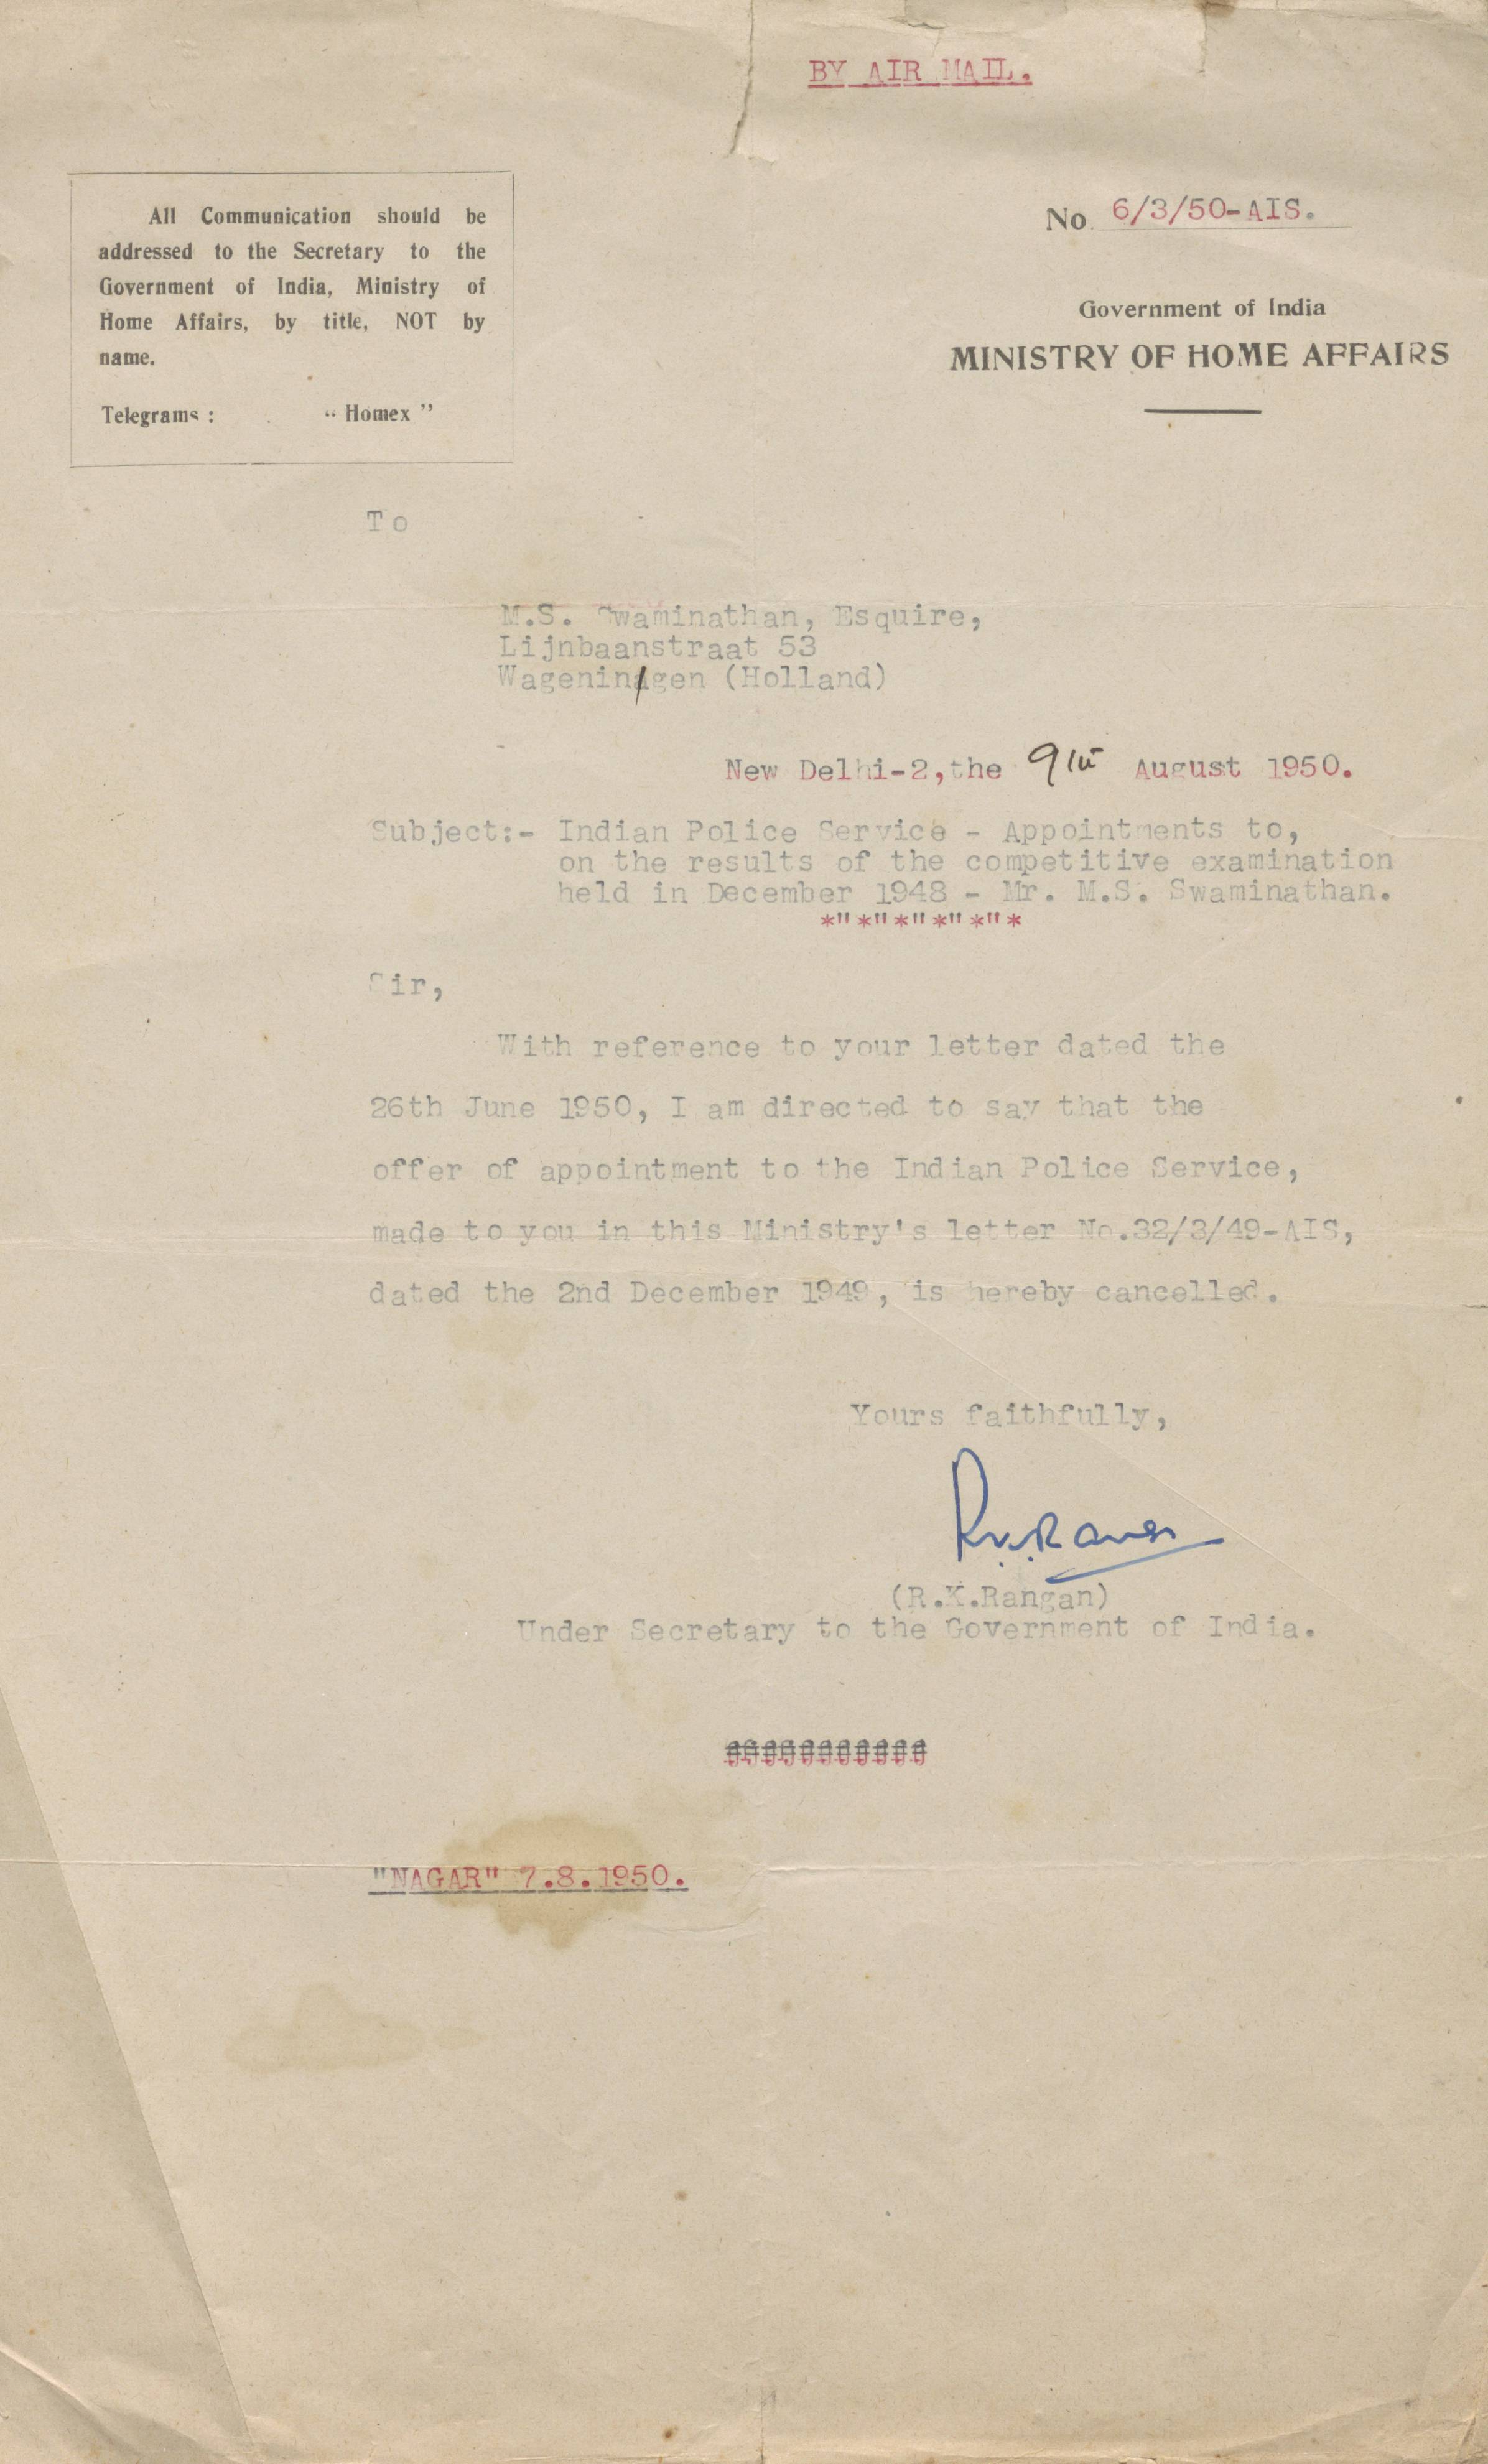 BY AIR MAIL.
All Communication should be
addressed to the Secretary to the
Government of India, Ministry of
Home Affairs, by title, NOT by
name.
Telegrams : “ Homex ”
No. 6/3/50-AIS.
Government of India
MINISTRY OF HOME AFFAIRS
To
M.S. Swaminathan, Esquire,
Lijnbaanstraat 53
Wageningen (Holland)
New Delhi-2,the 9th August 1950.
Subject:- Indian Police Service - Appointments to,
on the results of the competitive examination
held in December 1948 - Mr. M.S. Swaminathan.
*"*"*"*"*"*
Sir,
With reference to your letter dated the
26th June 1950, I am directed to say that the
offer of appointment to the Indian Police Service,
made to you in this Ministry's letter No.32/3/49-AIS,
dated the 2nd December 1949, is hereby cancelled.
Yours faithfully,
R.K.Rangan
(R.K.Rangan)
Under Secretary to the Government of India.
"NAGAR" 7.8.1950.